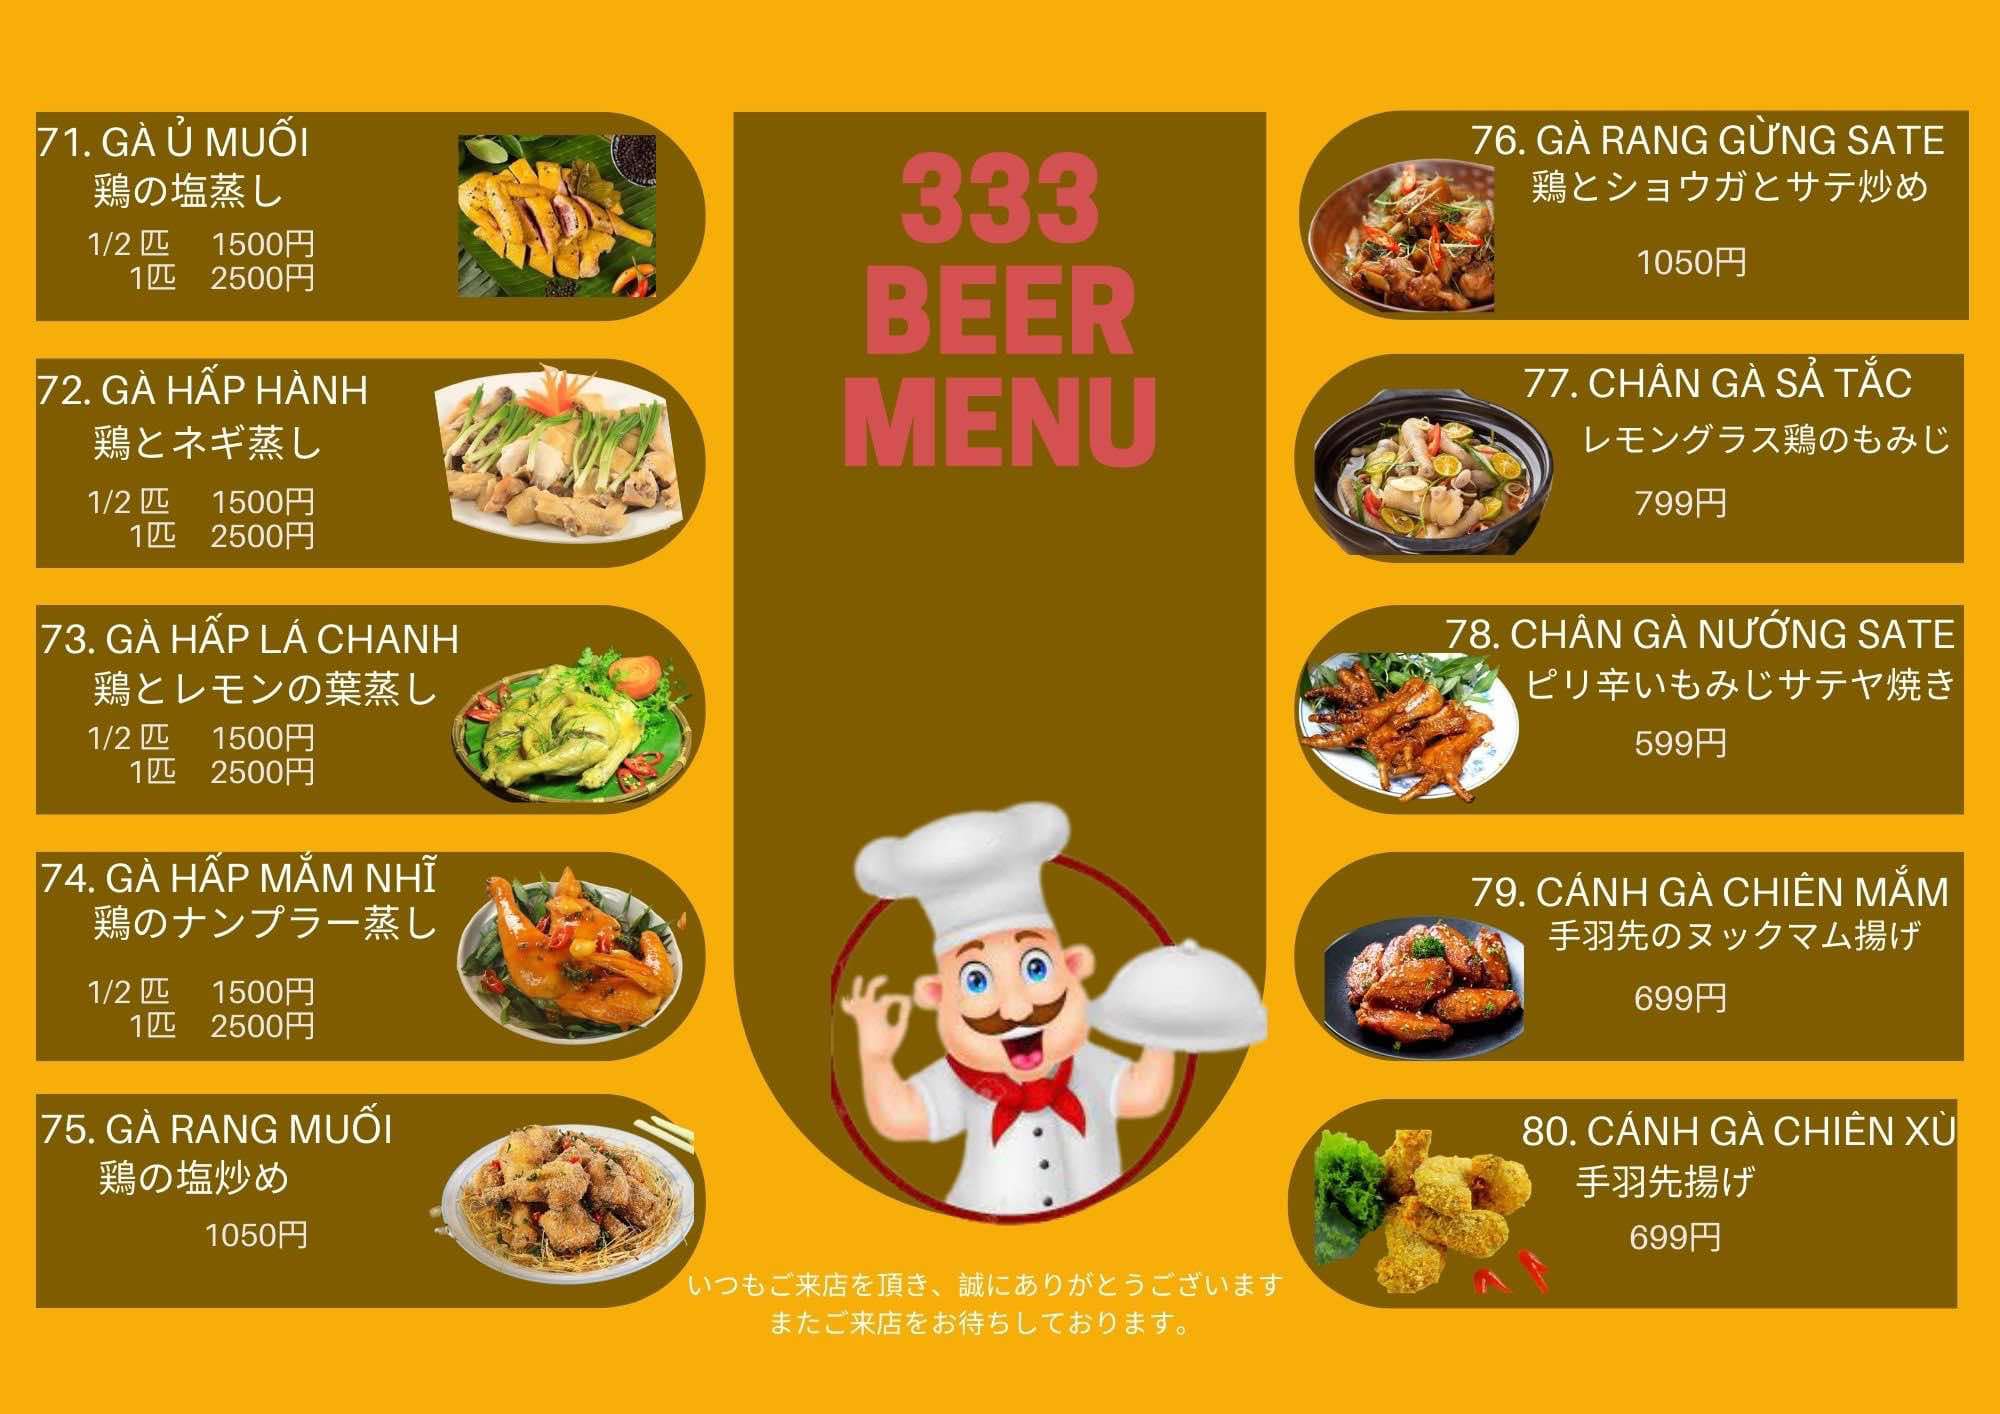 71. GÀ Ủ MUỐI
鶏の塩蒸し
1/2 匹 1500円
1匹 2500円
72. GÀ HẤP HÀNH
鶏とネギ蒸し
1/2 匹 1500円
1匹 2500円
73. GÀ HẤP LÁ CHANH
鶏とレモンの葉蒸し
1/2 匹 1500円
1匹 2500円
74. GÀ HẤP MẮM NHĨ
鶏のナンプラー蒸し
1/2 匹 1500円
1匹 2500円
75. GÀ RANG MUỐI
鶏の塩炒め
1050円
333
BEER
MENU
いつもご来店を頂き、誠にありがとうございます
またご来店をお待ちしております。
76. GÀ RANG GỪNG SATE
鶏とショウガとサテ炒め
1050円
77. CHÂN GÀ SẢ TẮC
レモングラス鶏のもみじ
799円
78. CHÂN GÀ NƯỚNG SATE
ピリ辛いもみじサテヤ焼き
599円
79. CÁNH GÀ CHIÊN MẮM
手羽先のヌックマム揚げ
699円
80. CÁNH GÀ CHIÊN XÙ
手羽先揚げ
699円